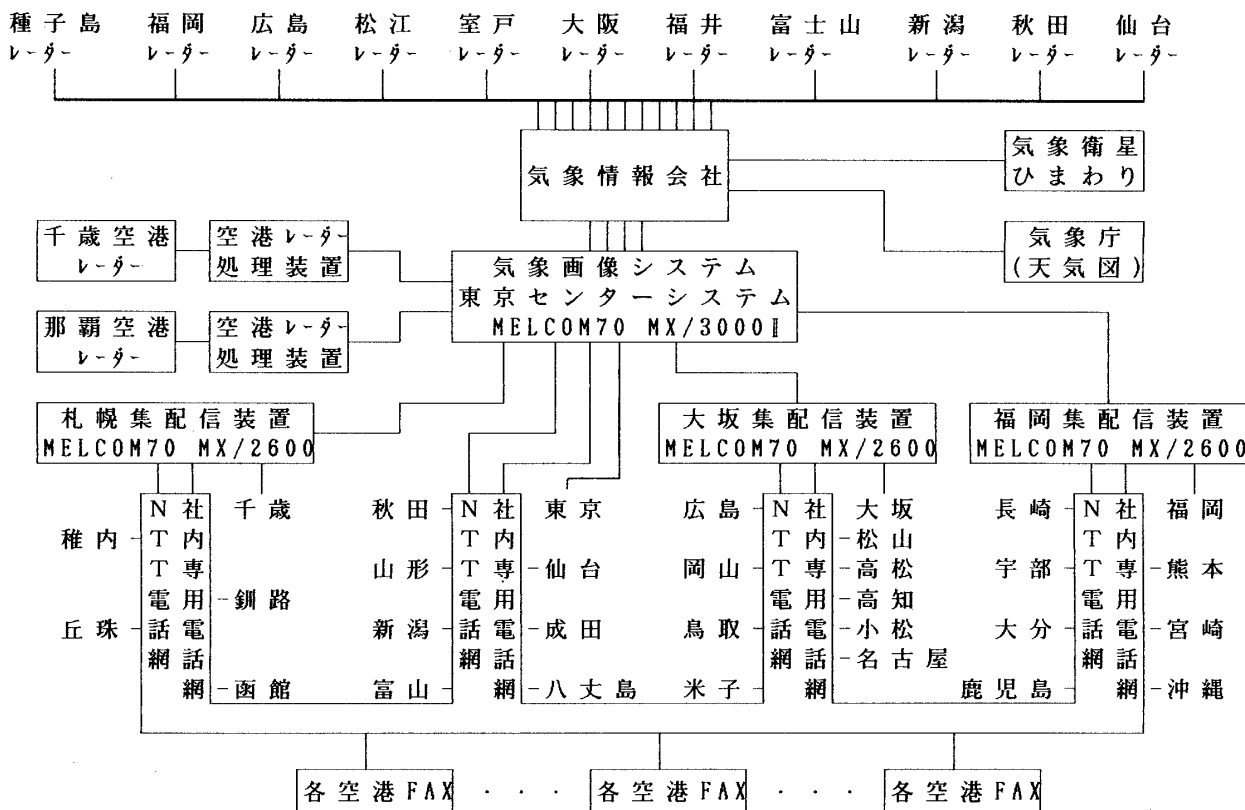 種子島 福岡 広島 松江 室戸 大阪 福井 富士山 新潟 秋田 仙台
レーダー レーダー レーダー レーダー レーダー レーダー レーダー レーダー レーダー レーダー レーダー
気象情報会社
気象衛星
ひまわり
気象庁
(天気図)
千歳空港
レーダー
空港レーダー
処理装置
那覇空港
レーダー
空港レーダー
処理装置
気象画像システム
東京センターシステム
MELCOM70 MX/3000Ⅱ
札幌集配信装置
MELCOM70 MX/2600
大坂集配信装置
MELCOM70 MX/2600
福岡集配信装置
MELCOM70 MX/2600
NTT電話網
社内専用電話網
千歳
稚内
釧路
丘珠
函館
NTT電話網
社内専用電話網
秋田
山形
新潟
富山
東京
仙台
成田
八丈島
NTT電話網
社内専用電話網
広島
岡山
鳥取
米子
大坂
松山
高松
高知
小松
名古屋
NTT電話網
社内専用電話網
長崎
宇部
大分
鹿児島
福岡
熊本
宮崎
沖縄
各空港FAX ・・・ 各空港FAX ・・・ 各空港FAX